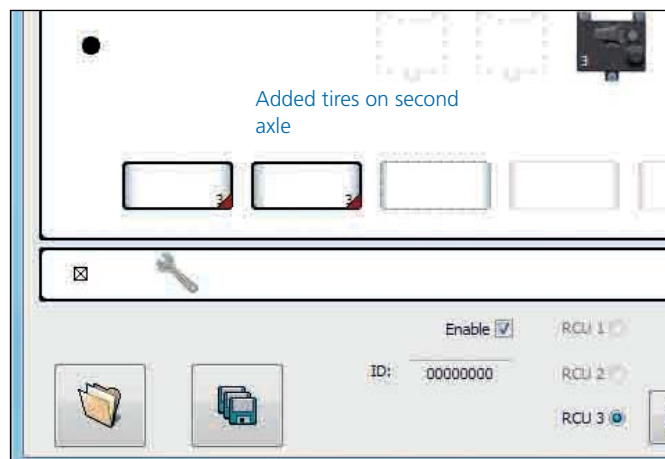 3
Added tires on second
axle
3
3
Enable
RCU 1
ID:
00000000
RCU 2
RCU 3